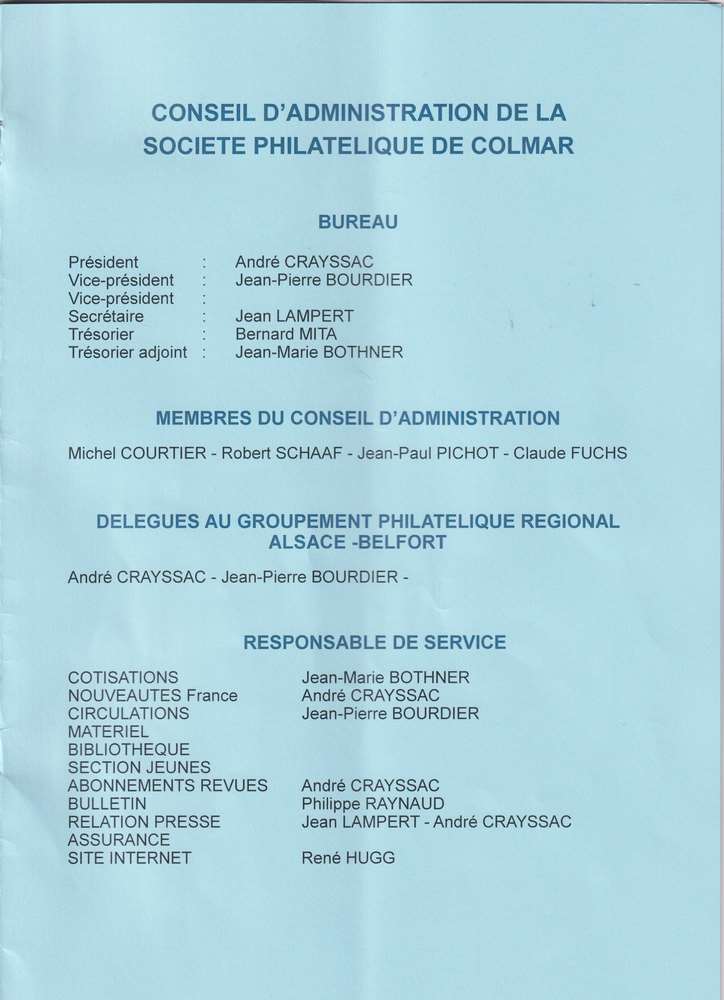 CONSEIL D'ADMINISTRATION DE LA
SOCIETE PHILATELIQUE DE COLMAR
BUREAU
Président : André CRAYSSAC
Vice-président : Jean-Pierre BOURDIER
Vice-président :
Secrétaire : Jean LAMPERT
Trésorier : Bernard MITA
Trésorier adjoint : Jean-Marie BOTHNER
MEMBRES DU CONSEIL D'ADMINISTRATION
Michel COURTIER - Robert SCHAAF - Jean-Paul PICHOT - Claude FUCHS
DELEGUES AU GROUPEMENT PHILATELIQUE REGIONAL
ALSACE -BELFORT
André CRAYSSAC - Jean-Pierre BOURDIER -
RESPONSABLE DE SERVICE
COTISATIONS Jean-Marie BOTHNER
NOUVEAUTES France André CRAYSSAC
CIRCULATIONS Jean-Pierre BOURDIER
MATERIEL
BIBLIOTHEQUE
SECTION JEUNES
ABONNEMENTS REVUES André CRAYSSAC
BULLETIN Philippe RAYNAUD
RELATION PRESSE Jean LAMPERT - André CRAYSSAC
ASSURANCE
SITE INTERNET René HUGG